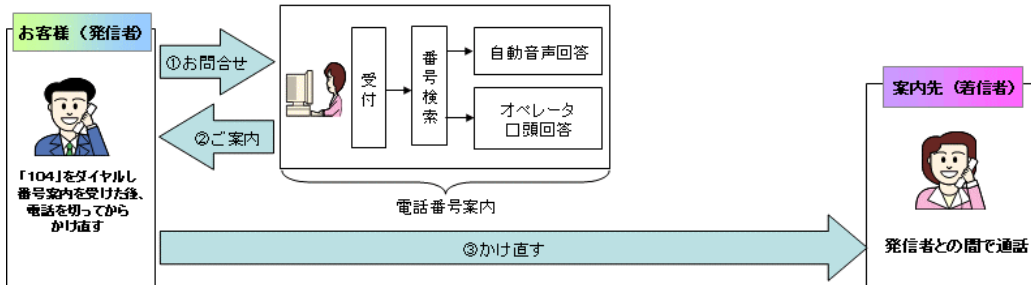 お客様（発信者）
「104」をダイヤルし
番号案内を受けた後、
電話を切ってから
かけ直す
①お問合せ
②ご案内
受付
番号検索
自動音声回答
オペレータ
口頭回答
電話番号案内
③かけ直す
案内先（着信者）
発信者との間で通話